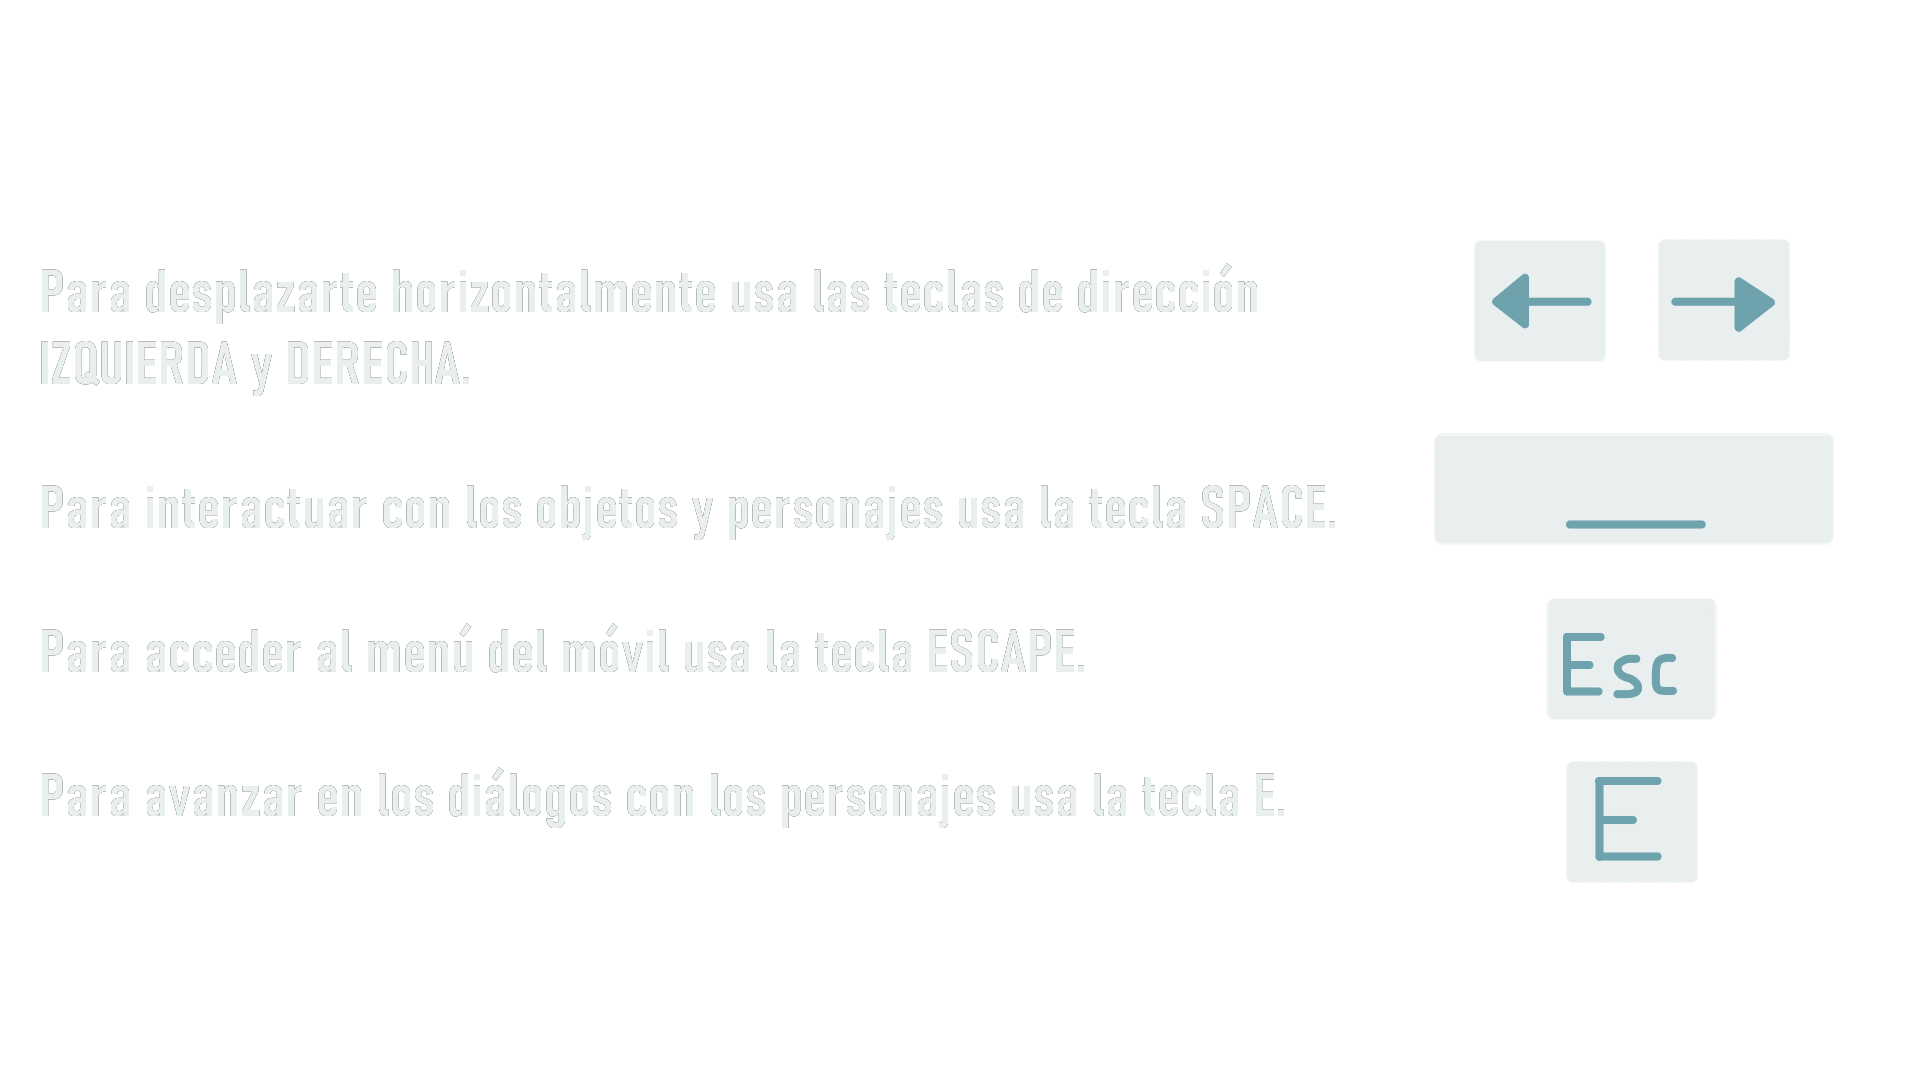 Para desplazarte horizontalmente usa las teclas de dirección
IZQUIERDA y DERECHA.
Para interactuar con los objetos y personajes usa la tecla SPACE.
Para acceder al menú del móvil usa la tecla ESCAPE.
Esc
Para avanzar en los diálogos con los personajes usa la tecla E.
E